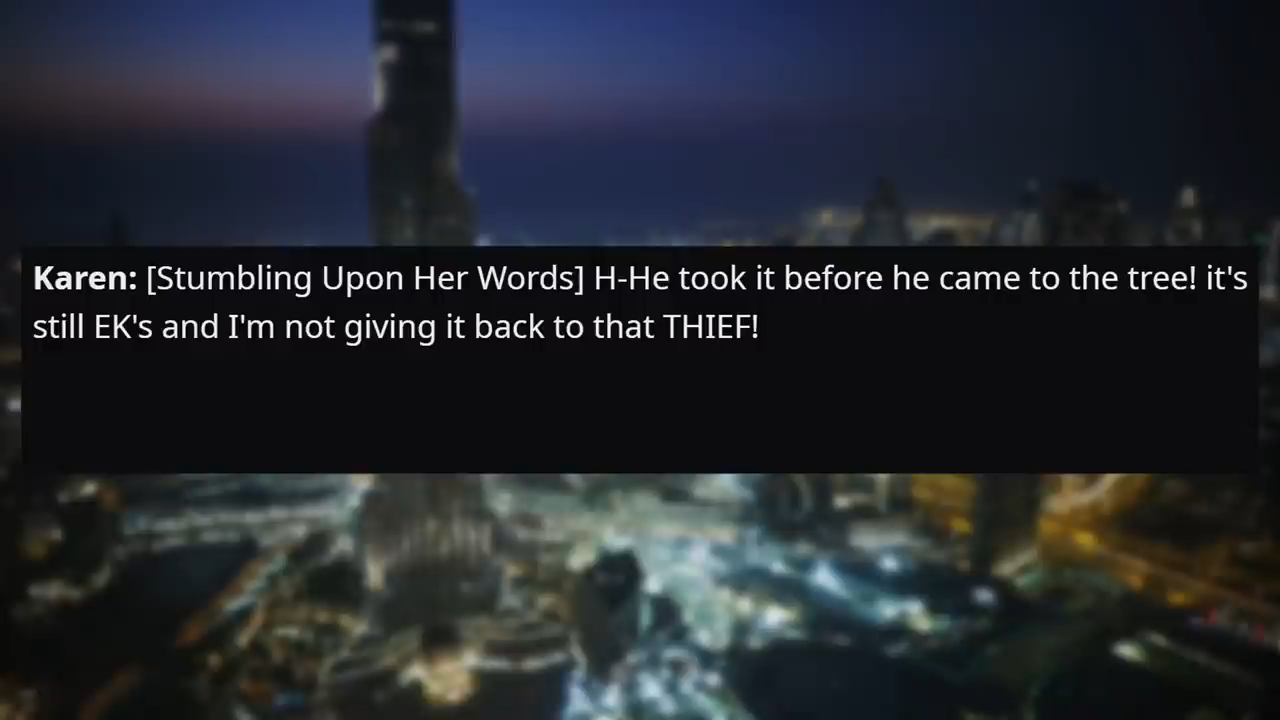 Karen: [Stumbling Upon Her Words] H-He took it before he came to the tree! it's
still EK's and I'm not giving it back to that THIEF!